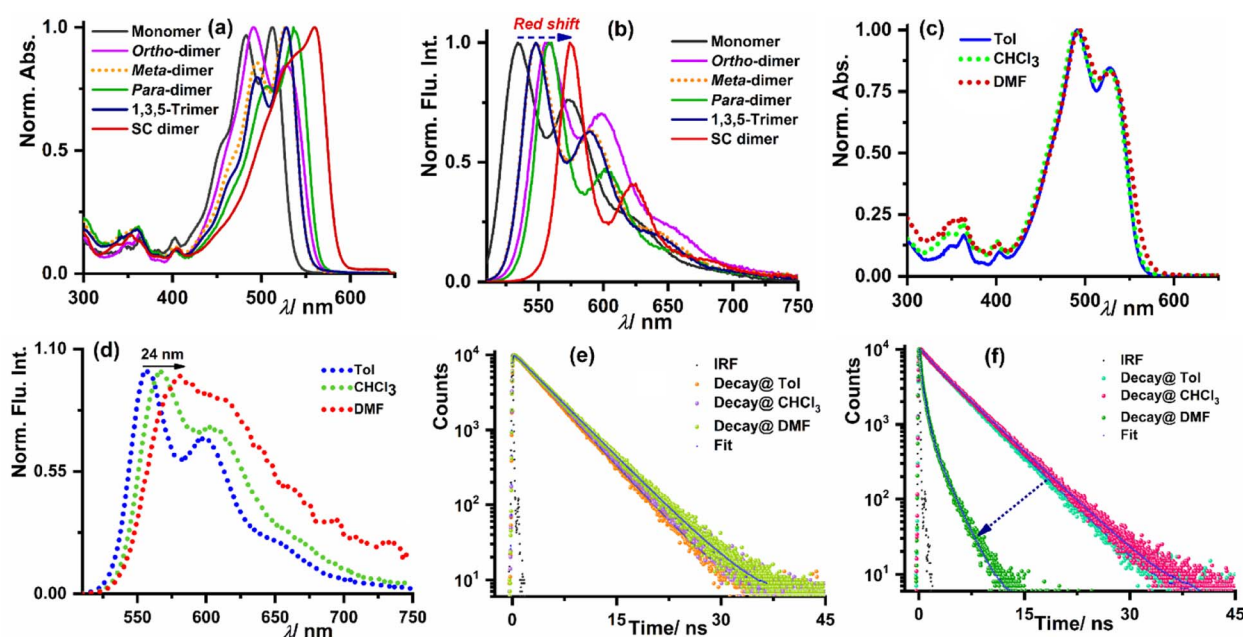 (a)
Monomer
Ortho-dimer
Meta-dimer
Para-dimer
1,3,5-Trimer
SC dimer
Norm. Abs.
1.0
0.5
0.0
300 400 500 600
λ/ nm
(b)
Red shift
Monomer
Ortho-dimer
Meta-dimer
Para-dimer
1,3,5-Trimer
SC dimer
Norm. Flu. Int.
1.0
0.5
0.0
550 600 650 700 750
λ/ nm
(c)
Tol
CHCl3
DMF
Norm. Abs.
1.00
0.75
0.50
0.25
0.00
300 400 500 600
λ/ nm
(d)
24 nm
Tol
CHCl3
DMF
Norm. Flu. Int.
1.10
0.55
0.00
550 600 650 700 750
λ/ nm
(e)
IRF
Decay@ Tol
Decay@ CHCl3
Decay@ DMF
Fit
Counts
10^4
10^3
10^2
10^1
0 15 30 45
Time/ ns
(f)
IRF
Decay@ Tol
Decay@ CHCl3
Decay@ DMF
Fit
Counts
10^4
10^3
10^2
10^1
0 15 30 45
Time/ ns